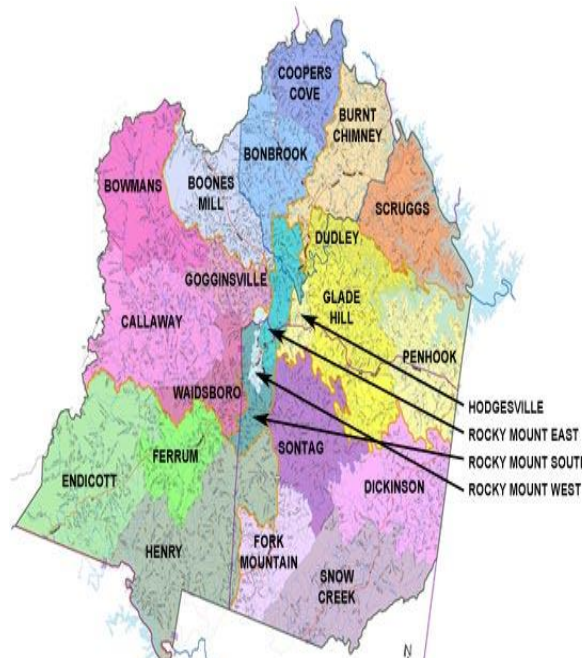 COOPERS
COVE
BURNT
CHIMNEY
BONBROOK
BOWMANS
BOONES
MILL
SCRUGGS
DUDLEY
GOGGINSVILLE
GLADE
HILL
CALLAWAY
PENHOOK
WAIDSBORO
HODGESVILLE
ROCKY MOUNT EAST
FERRUM
SONTAG
ROCKY MOUNT SOUTH
ENDICOTT
DICKINSON
ROCKY MOUNT WEST
HENRY
FORK
MOUNTAIN
SNOW
CREEK
N